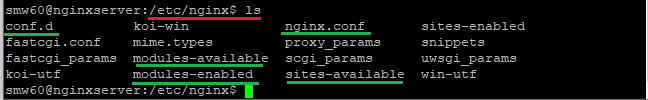 smw60@nginxserver:/etc/nginx$ ls
conf.d koi-win nginx.conf sites-enabled
fastcgi.conf mime.types proxy_params snippets
fastcgi_params modules-available scgi_params uwsgi_params
koi-utf modules-enabled sites-available win-utf
smw60@nginxserver:/etc/nginx$